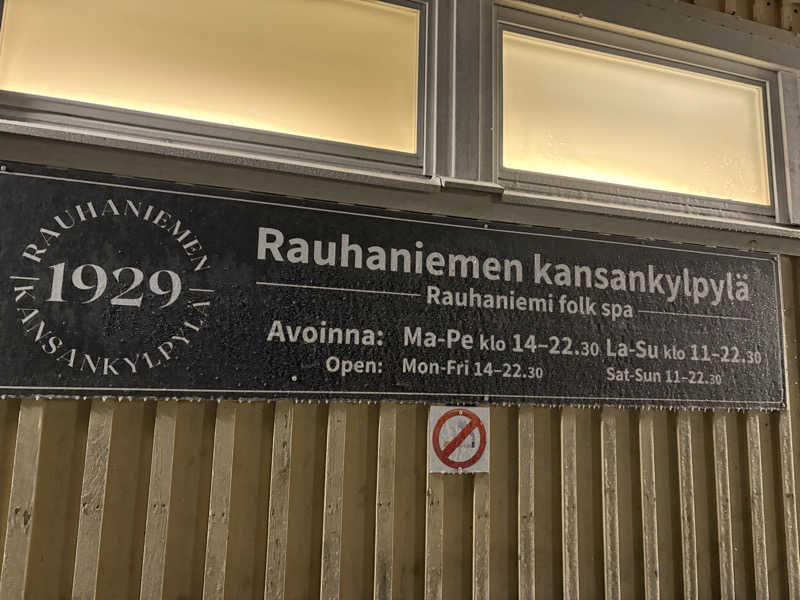 RAUHANIEMEN
1929
KANSANKYLPYLÄ
Rauhaniemen kansankylpylä
Rauhaniemi folk spa
Avoinna: Ma-Pe klo 14–22.30 La-Su klo 11–22.30
Open: Mon-Fri 14–22.30 Sat-Sun 11–22.30